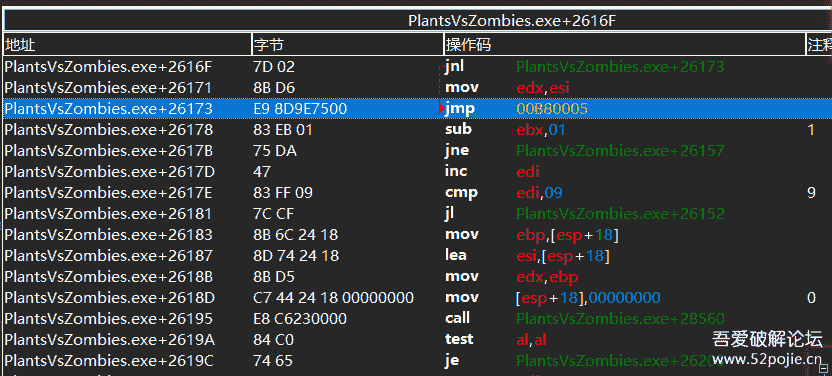 PlantsVsZombies.exe+2616F
地址 字节 操作码 注释
PlantsVsZombies.exe+2616F 7D 02 jnl PlantsVsZombies.exe+26173
PlantsVsZombies.exe+26171 8B D6 mov edx,esi
PlantsVsZombies.exe+26173 E9 8D9E7500 jmp 00B80005
PlantsVsZombies.exe+26178 83 EB 01 sub ebx,01 1
PlantsVsZombies.exe+2617B 75 DA jne PlantsVsZombies.exe+26157
PlantsVsZombies.exe+2617D 47 inc edi
PlantsVsZombies.exe+2617E 83 FF 09 cmp edi,09 9
PlantsVsZombies.exe+26181 7C CF jl PlantsVsZombies.exe+26152
PlantsVsZombies.exe+26183 8B 6C 24 18 mov ebp,[esp+18]
PlantsVsZombies.exe+26187 8D 74 24 18 lea esi,[esp+18]
PlantsVsZombies.exe+2618B 8B D5 mov edx,ebp
PlantsVsZombies.exe+2618D C7 44 24 18 00000000 mov [esp+18],00000000 0
PlantsVsZombies.exe+26195 E8 C6230000 call PlantsVsZombies.exe+28560
PlantsVsZombies.exe+2619A 84 C0 test al,al
PlantsVsZombies.exe+2619C 74 65 je PlantsVsZombies.exe+2620
吾爱破解论坛
www.52pojie.cn